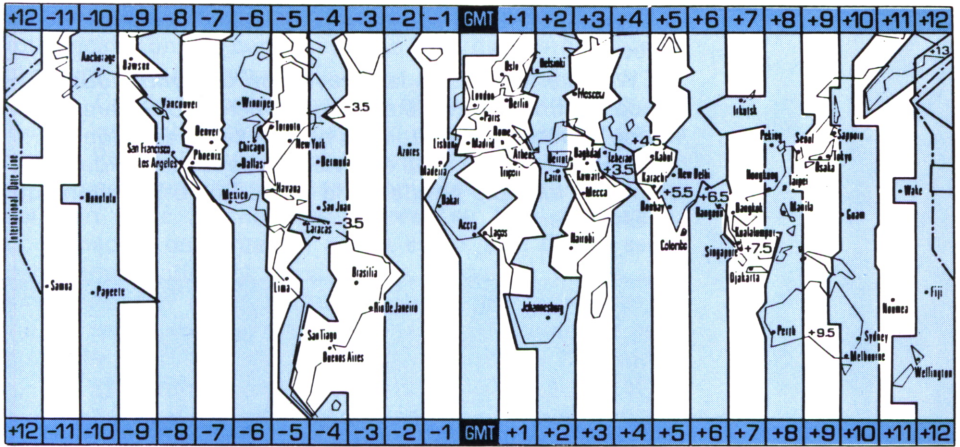 +12 -11 -10 -9 -8 -7 -6 -5 -4 -3 -2 -1 GMT +1 +2 +3 +4 +5 +6 +7 +8 +9 +10 +11 +12
+13
Anchorage
Dawson
Oslo
Helsinki
Moscow
Vancouver
Winnipeg
-3.5
London
Berlin
Irkutsk
Paris
Denver
Toronto
Rome
Peking
Seoul
Sapporo
San Francisco
Chicago
New York
Lisbon
Madrid
Athens
Beirut
Baghdad
Teheran
+4.5
Kabul
Los Angeles
Phoenix
Dallas
Bermuda
Azores
Madeira
Tripoli
Cairo
Kuwait
+3.5
Karachi
New Delhi
Osaka
Tokyo
International Date Line
Honolulu
Mexico
Havana
Dakar
Mecca
+5.5
+6.5
Hongkong
Taipei
Wake
San Juan
Bombay
Rangoon
Bangkok
Manila
Guam
Caracas
-3.5
Accra
Lagos
Nairobi
Colombo
Kualalumpur
Singapore
+7.5
Samoa
Papeete
Lima
Brasilia
Djakarta
Fiji
Rio De Janeiro
Johannesburg
Noumea
SanTiago
Perth
+9.5
Sydney
Buenos Aires
Melbourne
Wellington
+12 -11 -10 -9 -8 -7 -6 -5 -4 -3 -2 -1 GMT +1 +2 +3 +4 +5 +6 +7 +8 +9 +10 +11 +12